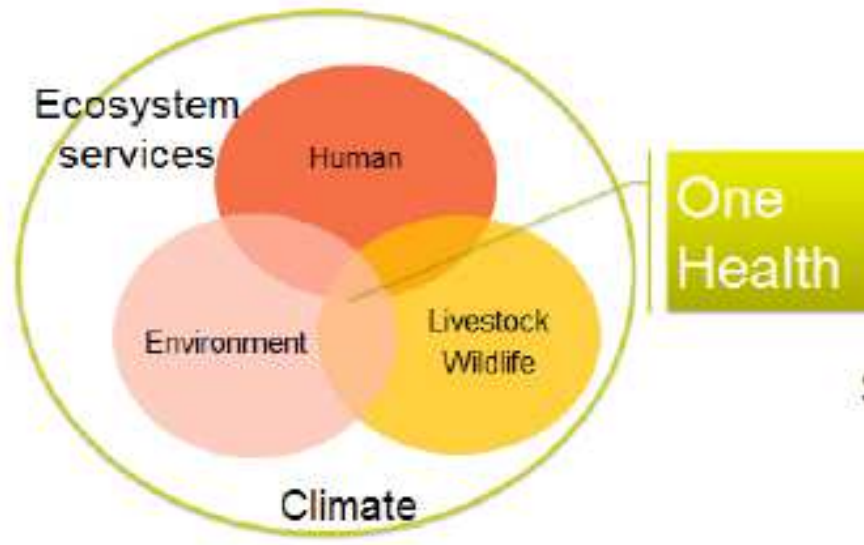 Ecosystem
services
Human
One
Health
Environment
Livestock
Wildlife
Climate